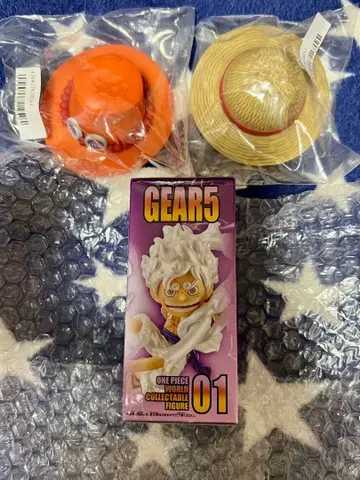 GEAR5
ONE PIECE
WORLD
COLLECTABLE
FIGURE
01